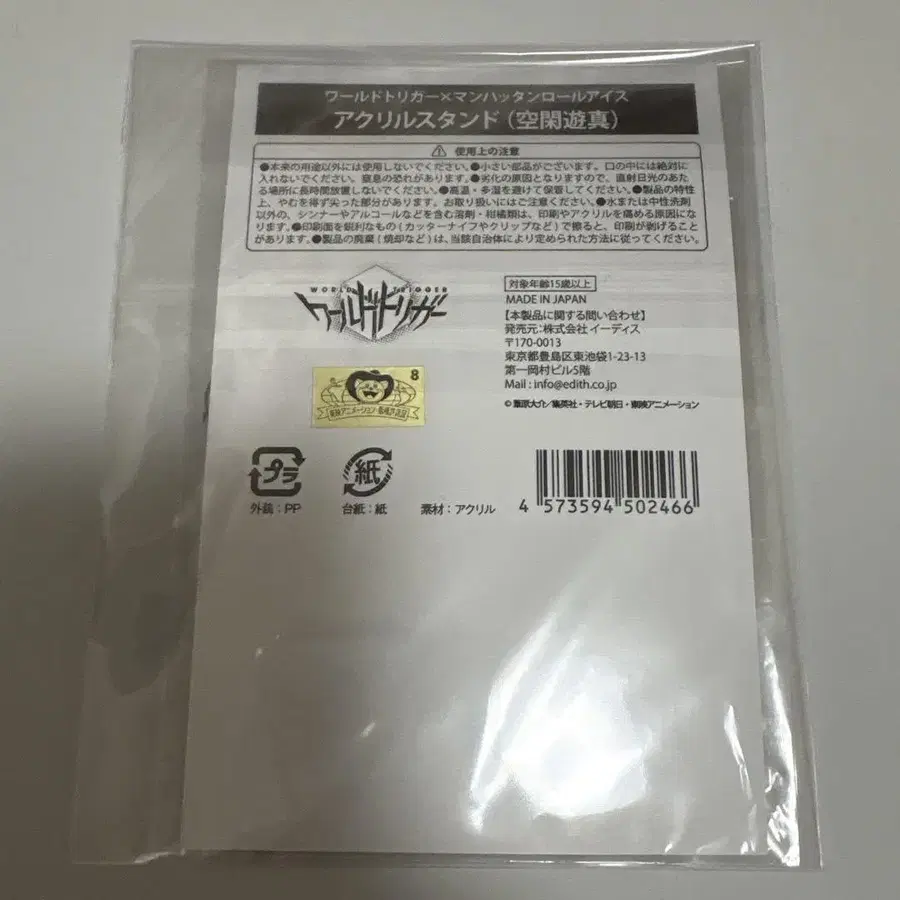 ワールドトリガー×マンハッタンロールアイス
アクリルスタンド（空閑遊真）
使用上の注意
●本来の用途以外には使用しないでください。●小さい部品がございます。口の中には絶対に
入れないでください。窒息の恐れがあります。●劣化の原因となりますので、直射日光のあた
る場所に長時間放置しないでください。●高温・多湿を避けて保管してください。●製品の特性
上、やむを得ず尖った部分があります。お取り扱いにはご注意ください。●水または中性洗剤
以外の、シンナーやアルコールなどを含む溶剤・柑橘類は、印刷やアクリルを痛める原因にな
ります。●印刷面を鋭利なもの（カッターナイフやクリップなど）で擦ると、印刷が剥げること
があります。●製品の廃棄（焼却など）は、当該自治体により定められた方法に従ってください。
WORLD TRIGGER
ワールドトリガー
対象年齢15歳以上
MADE IN JAPAN
【本製品に関する問い合わせ】
発売元：株式会社 イーディス
〒170-0013
東京都豊島区東池袋1-23-13
第一岡村ビル5階
Mail : info@edith.co.jp
© 葦原大介／集英社・テレビ朝日・東映アニメーション
8
東映アニメーション・版権許諾証
プラ
外袋：PP
紙
台紙：紙
素材：アクリル
4 573594 502466